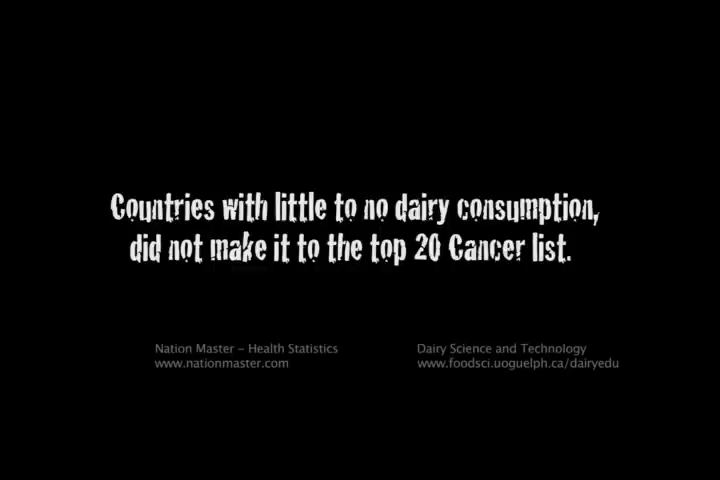 Countries with little to no dairy consumption,
did not make it to the top 20 Cancer list.
Nation Master – Health Statistics
www.nationmaster.com
Dairy Science and Technology
www.foodsci.uoguelph.ca/dairyedu